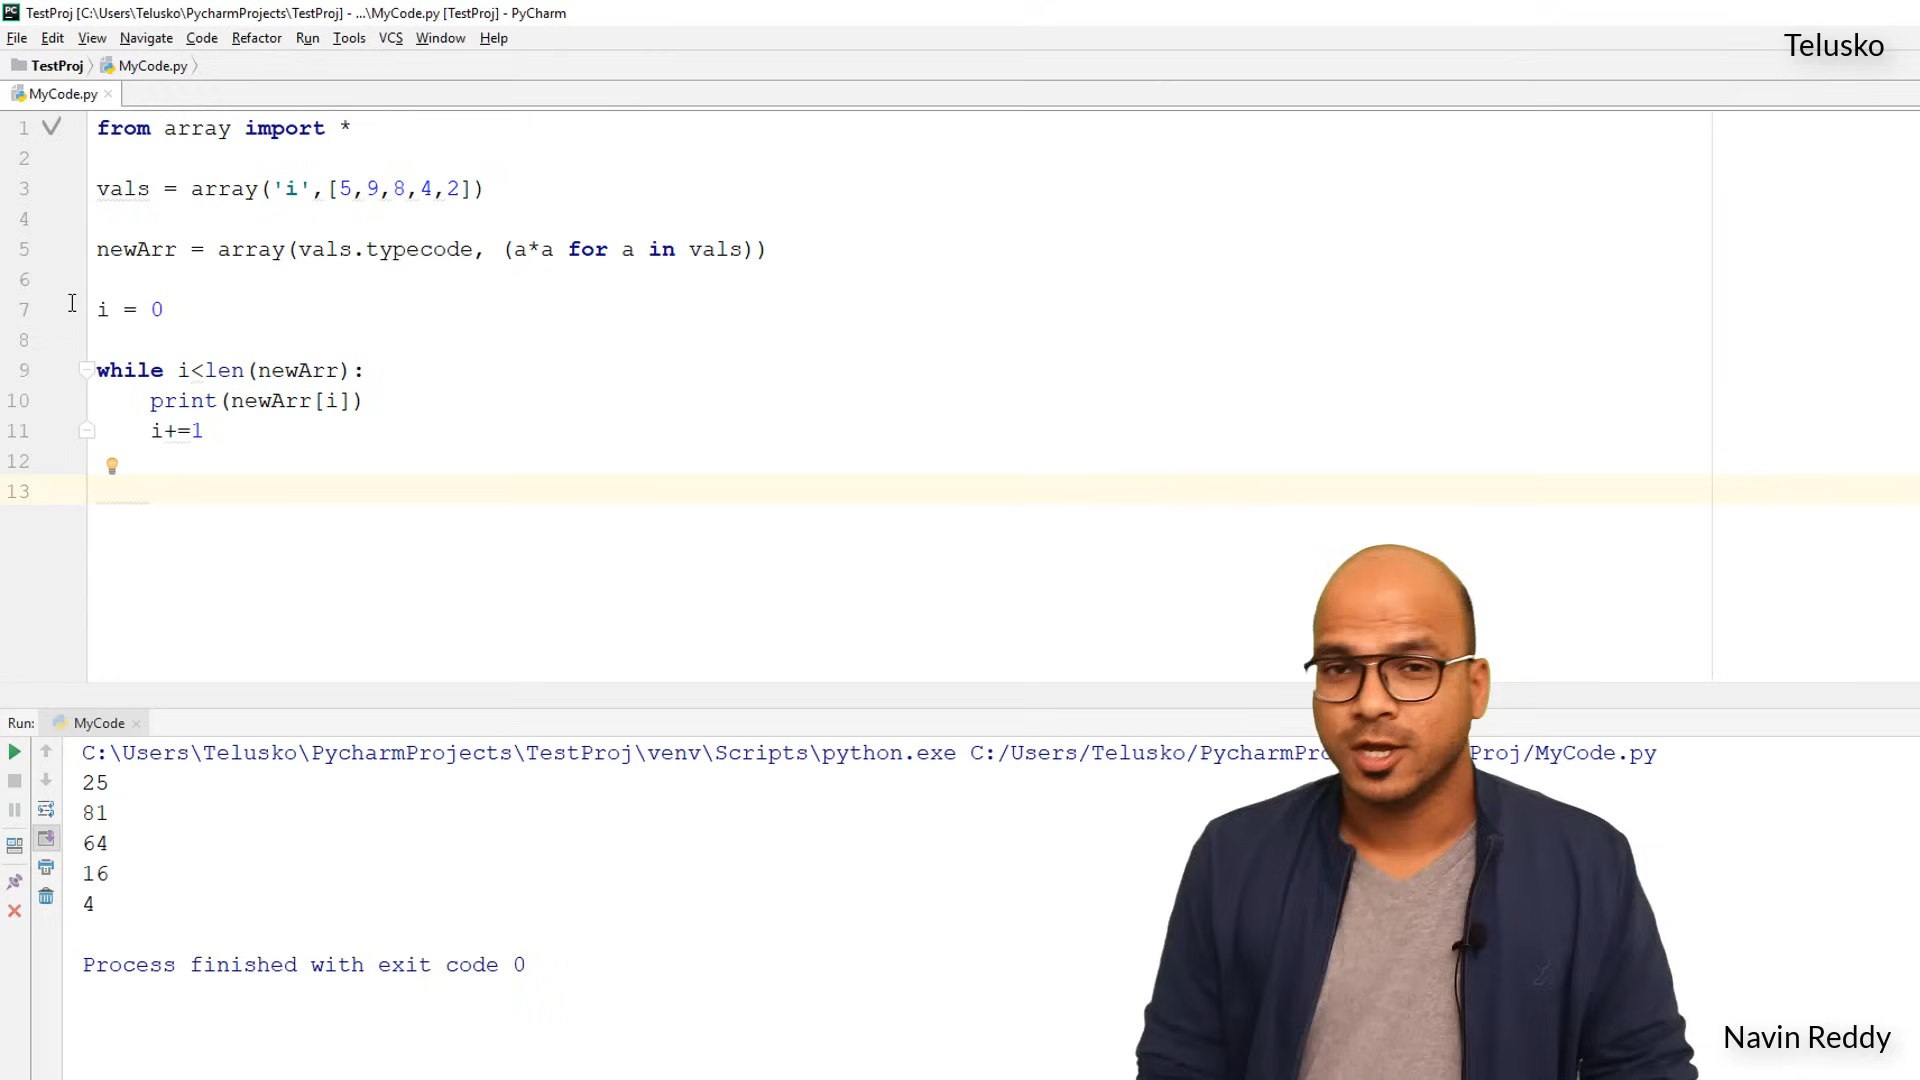 TestProj [C:\Users\Telusko\PycharmProjects\TestProj] - ...\MyCode.py [TestProj] - PyCharm
File Edit View Navigate Code Refactor Run Tools VCS Window Help
Telusko
TestProj MyCode.py
MyCode.py
1 from array import *
2
3 vals = array('i',[5,9,8,4,2])
4
5 newArr = array(vals.typecode, (a*a for a in vals))
6
7 i = 0
8
9 while i<len(newArr):
10 print(newArr[i])
11 i+=1
12
13
Run: MyCode
C:\Users\Telusko\PycharmProjects\TestProj\venv\Scripts\python.exe C:/Users/Telusko/PycharmPro Proj/MyCode.py
25
81
64
16
4
Process finished with exit code 0
Navin Reddy